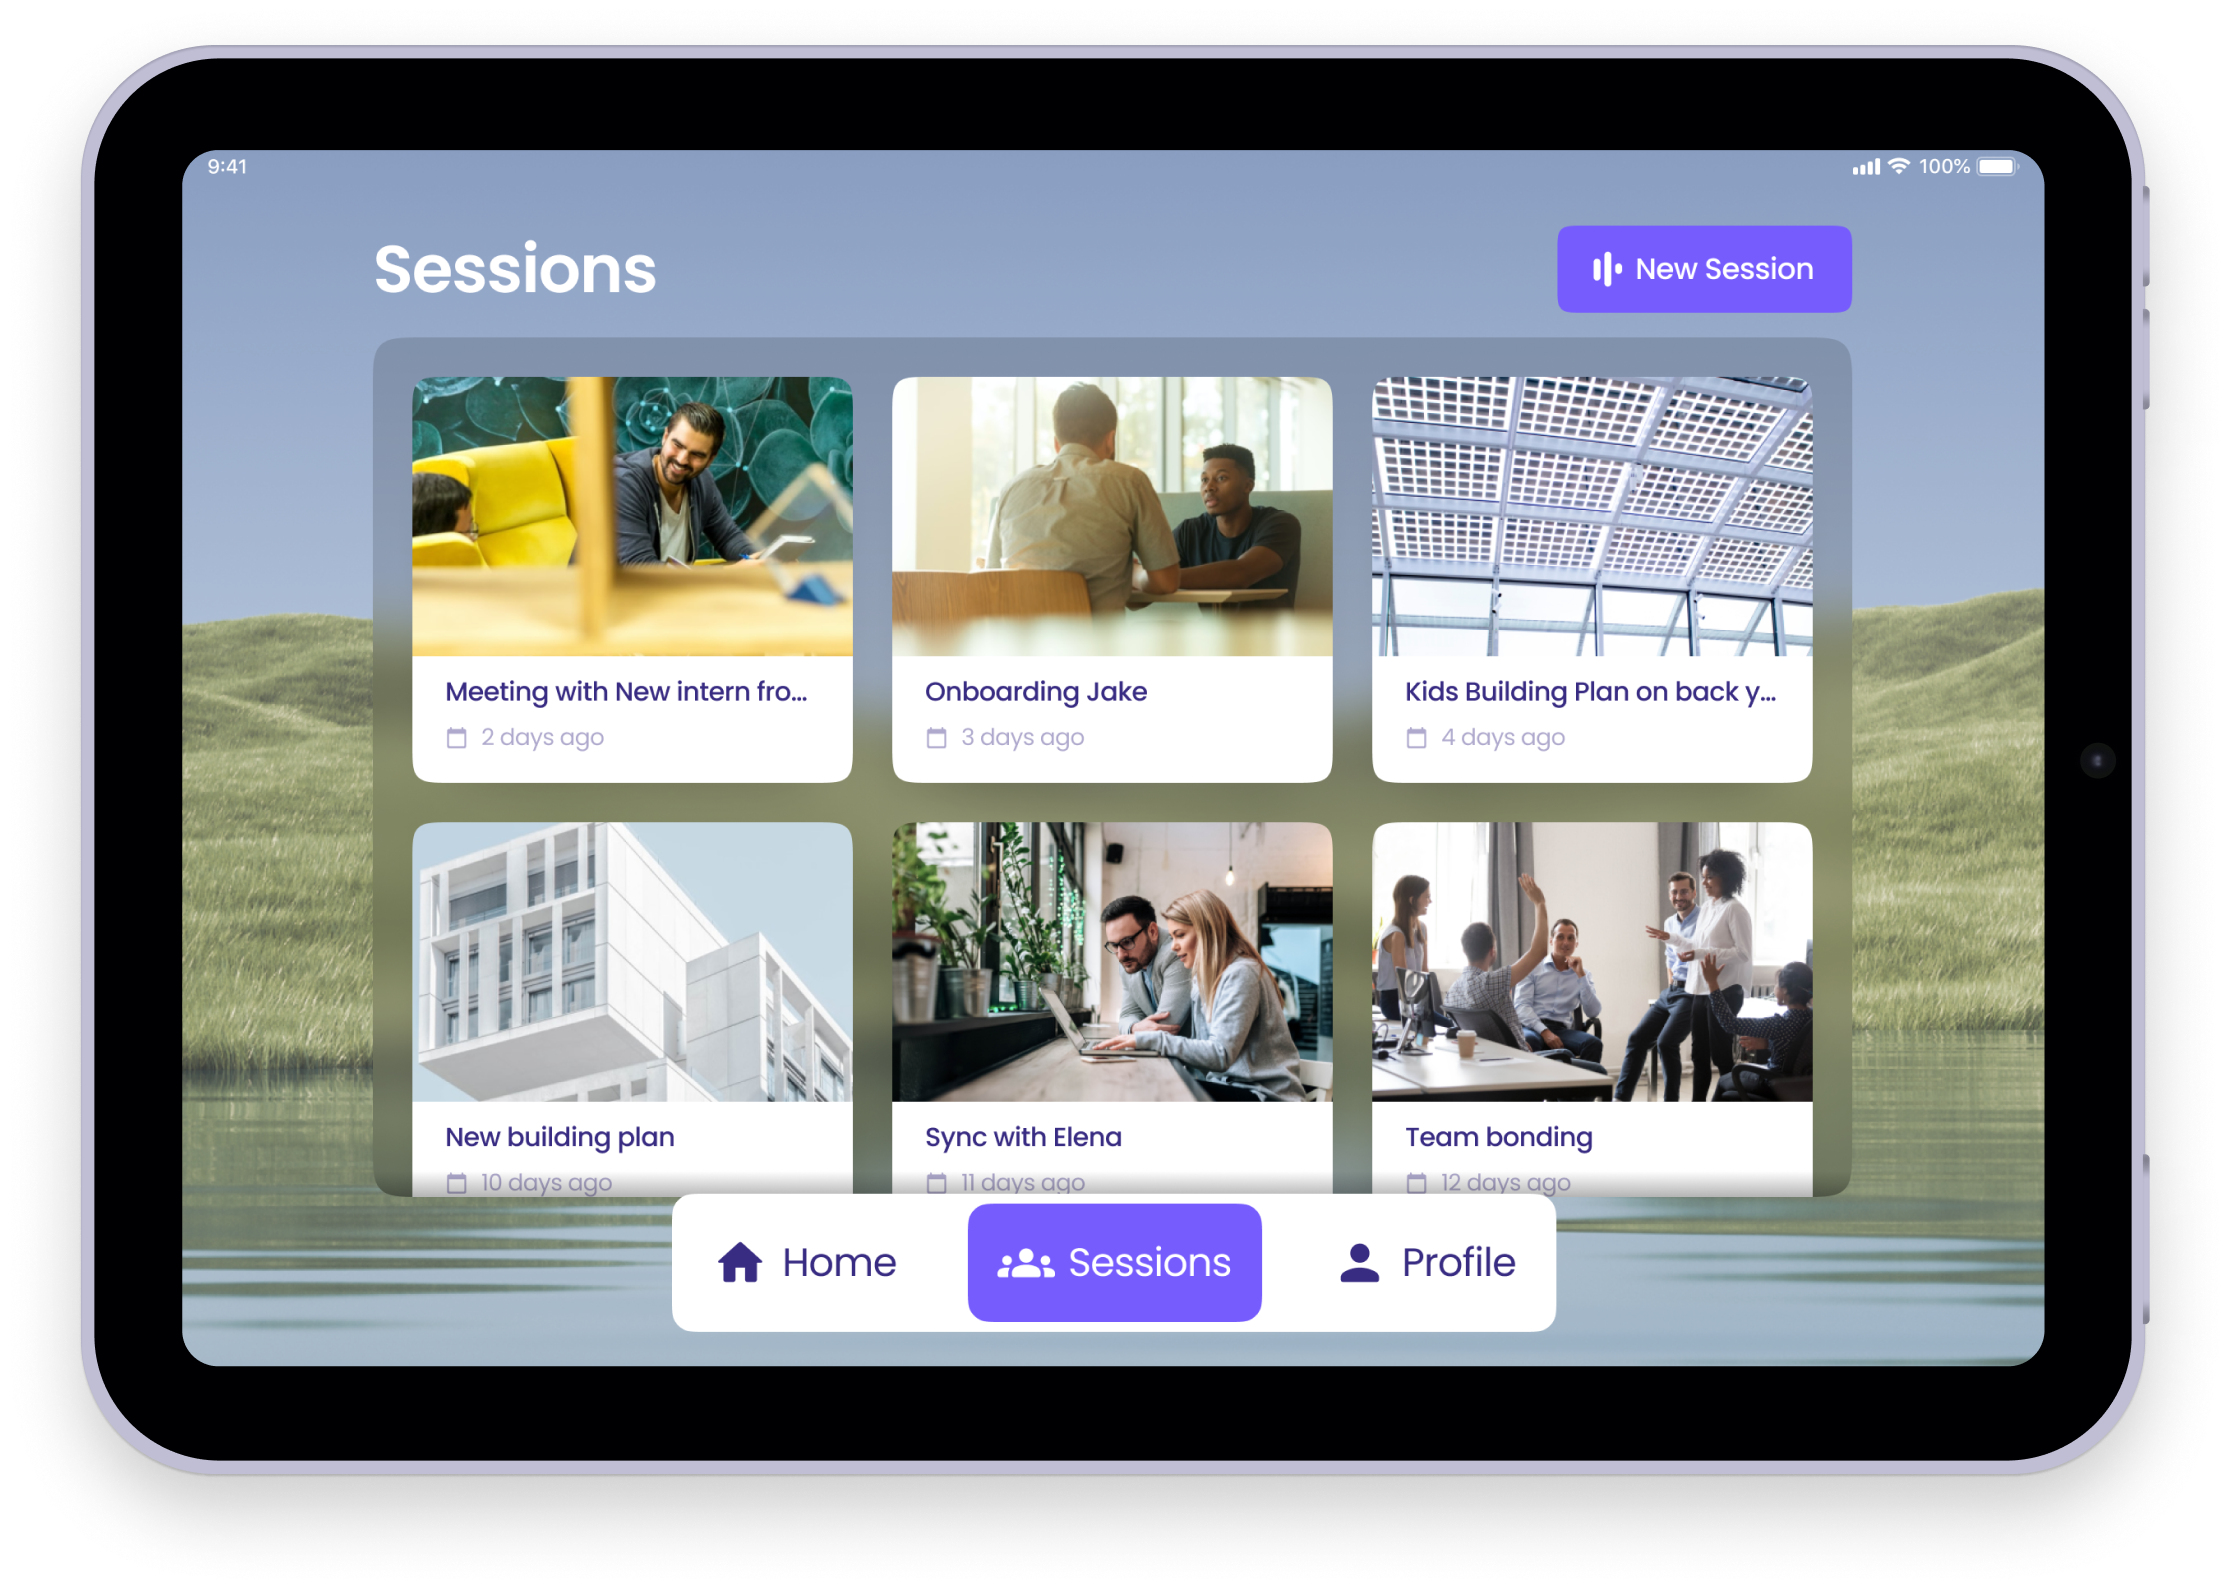 9:41
100%
Sessions
New Session
Meeting with New intern fro...
2 days ago
Onboarding Jake
3 days ago
Kids Building Plan on back y...
4 days ago
New building plan
10 days ago
Sync with Elena
11 days ago
Team bonding
12 days ago
Home
Sessions
Profile